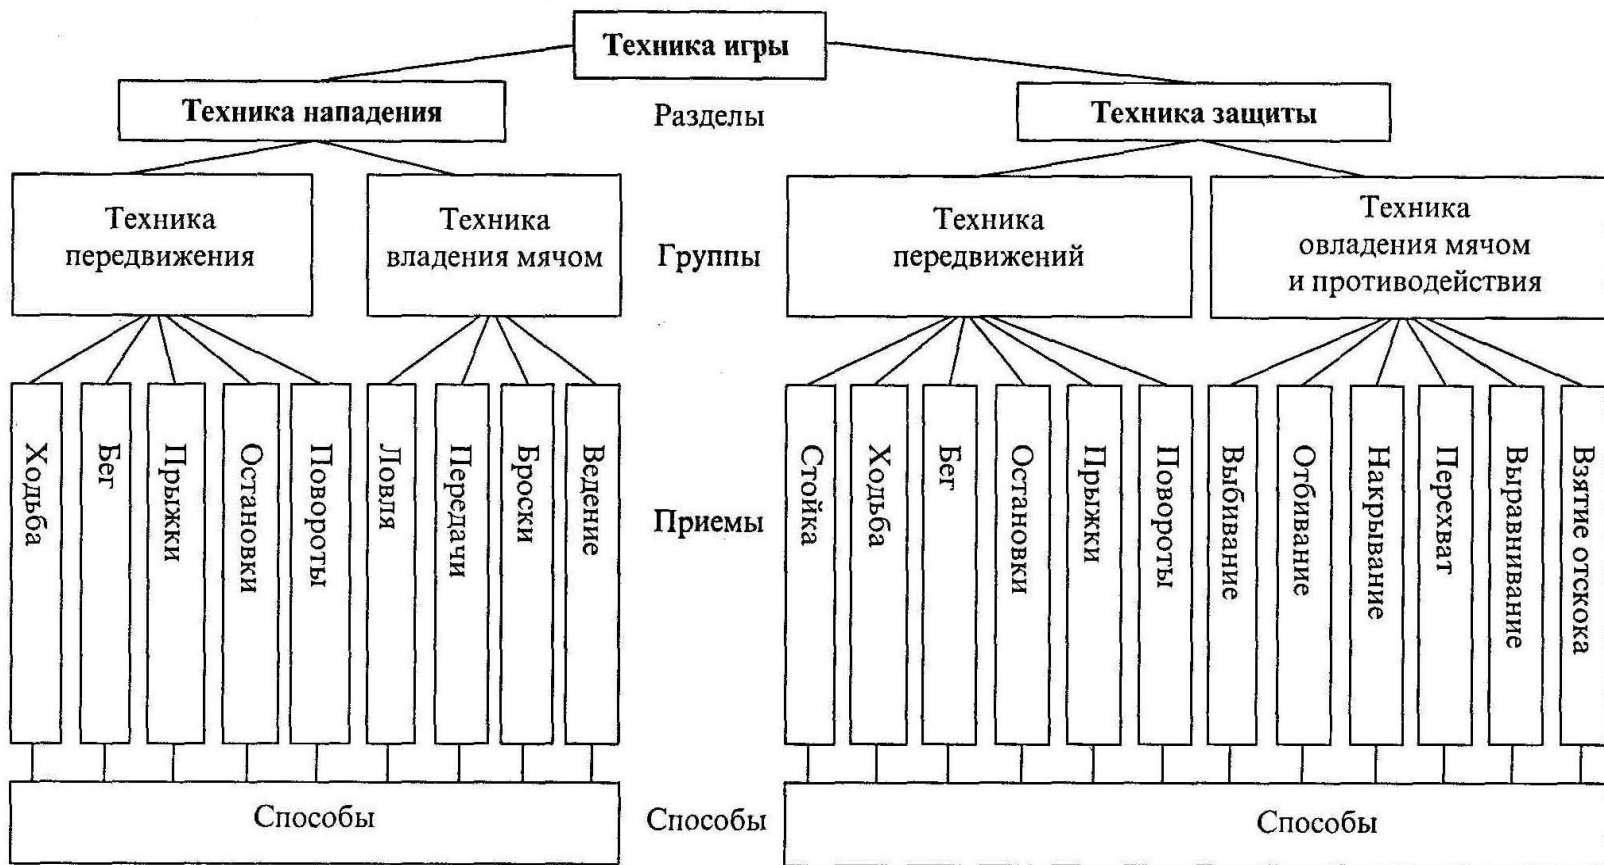 Техника игры
Техника нападения
Разделы
Техника защиты
Техника
передвижения
Техника
владения мячом
Группы
Техника
передвижений
Техника
овладения мячом
и противодействия
Ходьба
Бег
Прыжки
Остановки
Повороты
Ловля
Передачи
Броски
Ведение
Приемы
Стойка
Ходьба
Бег
Остановки
Прыжки
Повороты
Выбивание
Отбивание
Накрывание
Перехват
Выравнивание
Взятие отскока
Способы
Способы
Способы